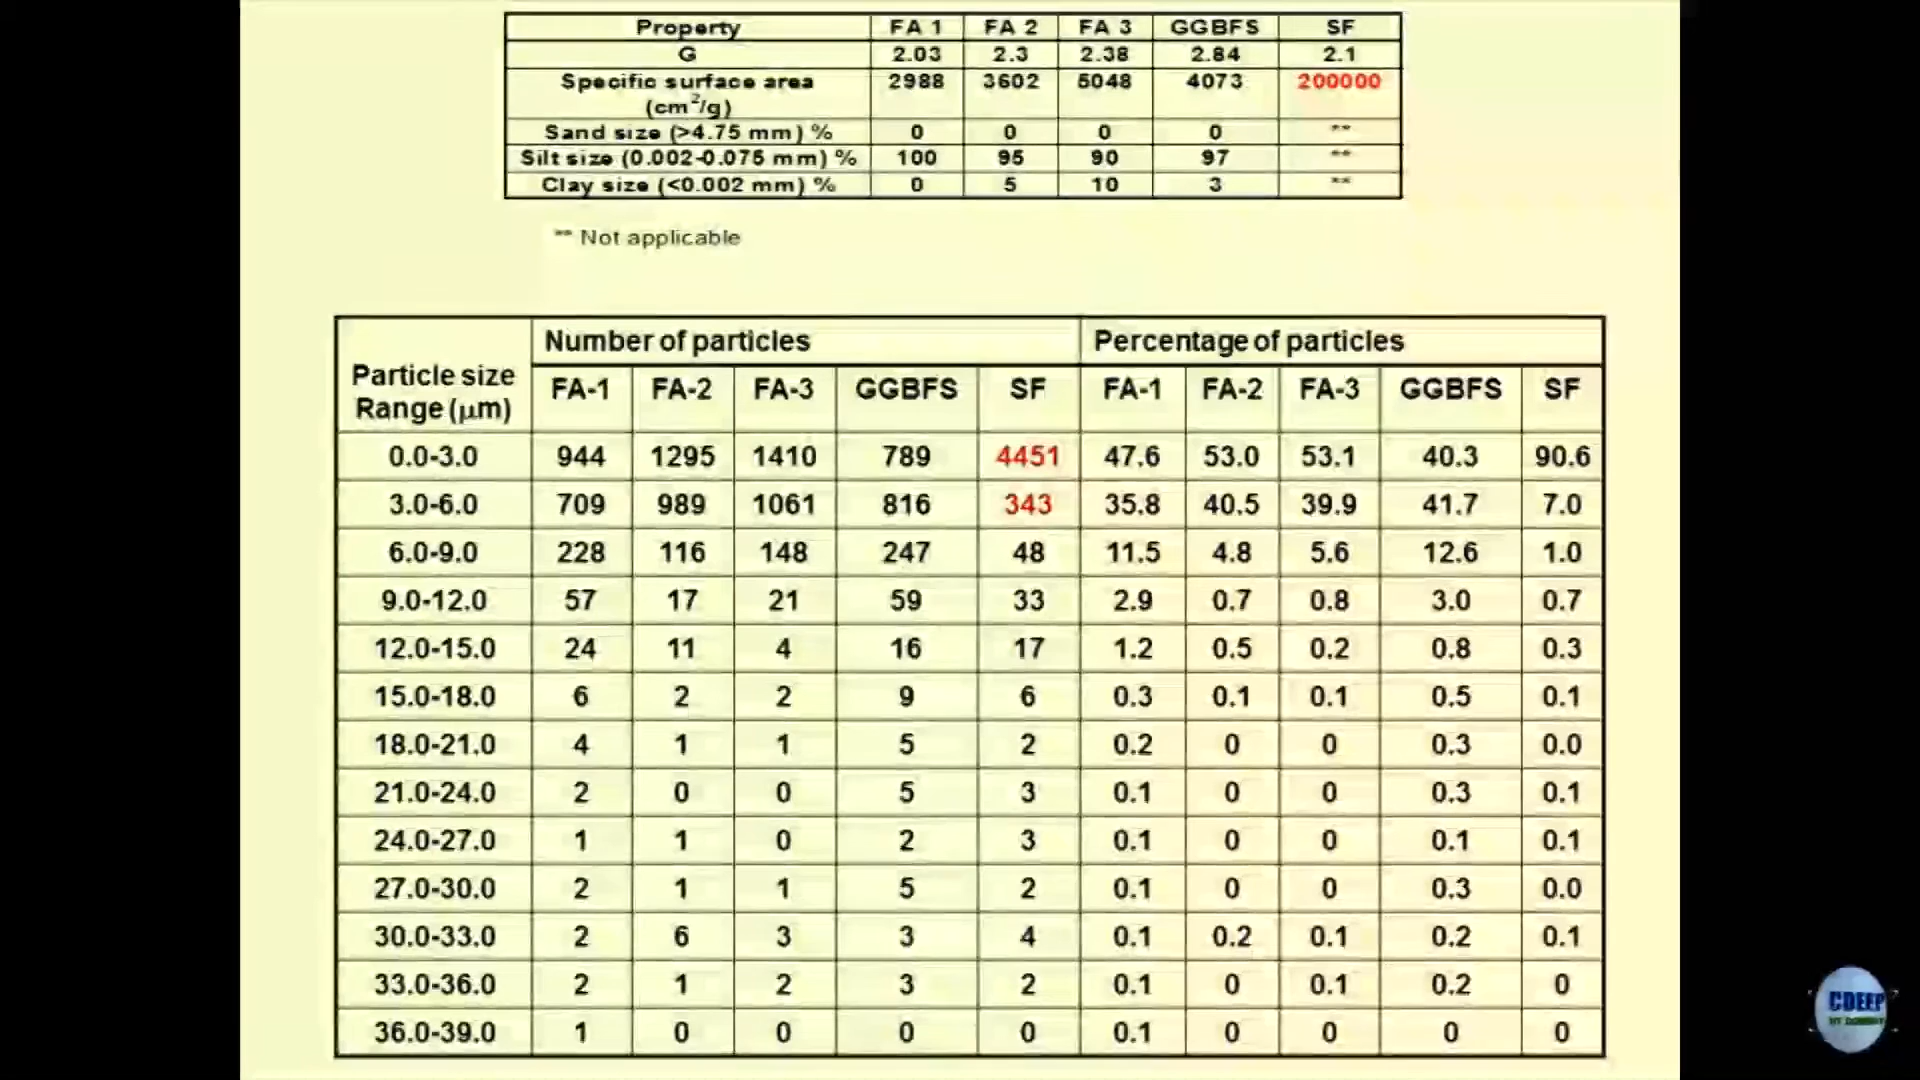 Property FA 1 FA 2 FA 3 GGBFS SF
G 2.03 2.3 2.38 2.84 2.1
Specific surface area 2988 3602 5048 4073 200000
(cm²/g)
Sand size (>4.75 mm) % 0 0 0 0 **
Silt size (0.002-0.075 mm) % 100 95 90 97 **
Clay size (<0.002 mm) % 0 5 10 3 **
** Not applicable
Number of particles Percentage of particles
Particle size
Range (μm) FA-1 FA-2 FA-3 GGBFS SF FA-1 FA-2 FA-3 GGBFS SF
0.0-3.0 944 1295 1410 789 4451 47.6 53.0 53.1 40.3 90.6
3.0-6.0 709 989 1061 816 343 35.8 40.5 39.9 41.7 7.0
6.0-9.0 228 116 148 247 48 11.5 4.8 5.6 12.6 1.0
9.0-12.0 57 17 21 59 33 2.9 0.7 0.8 3.0 0.7
12.0-15.0 24 11 4 16 17 1.2 0.5 0.2 0.8 0.3
15.0-18.0 6 2 2 9 6 0.3 0.1 0.1 0.5 0.1
18.0-21.0 4 1 1 5 2 0.2 0 0 0.3 0.0
21.0-24.0 2 0 0 5 3 0.1 0 0 0.3 0.1
24.0-27.0 1 1 0 2 3 0.1 0 0 0.1 0.1
27.0-30.0 2 1 1 5 2 0.1 0 0 0.3 0.0
30.0-33.0 2 6 3 3 4 0.1 0.2 0.1 0.2 0.1
33.0-36.0 2 1 2 3 2 0.1 0 0.1 0.2 0
36.0-39.0 1 0 0 0 0 0.1 0 0 0 0
CDEEP
IIT BOMBAY